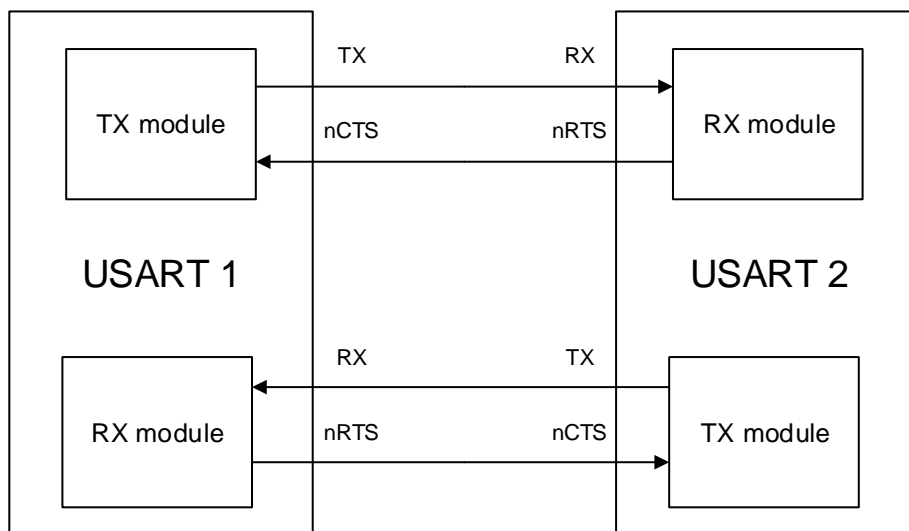 TX RX
TX module RX module
nCTS nRTS
USART 1 USART 2
RX TX
RX module TX module
nRTS nCTS